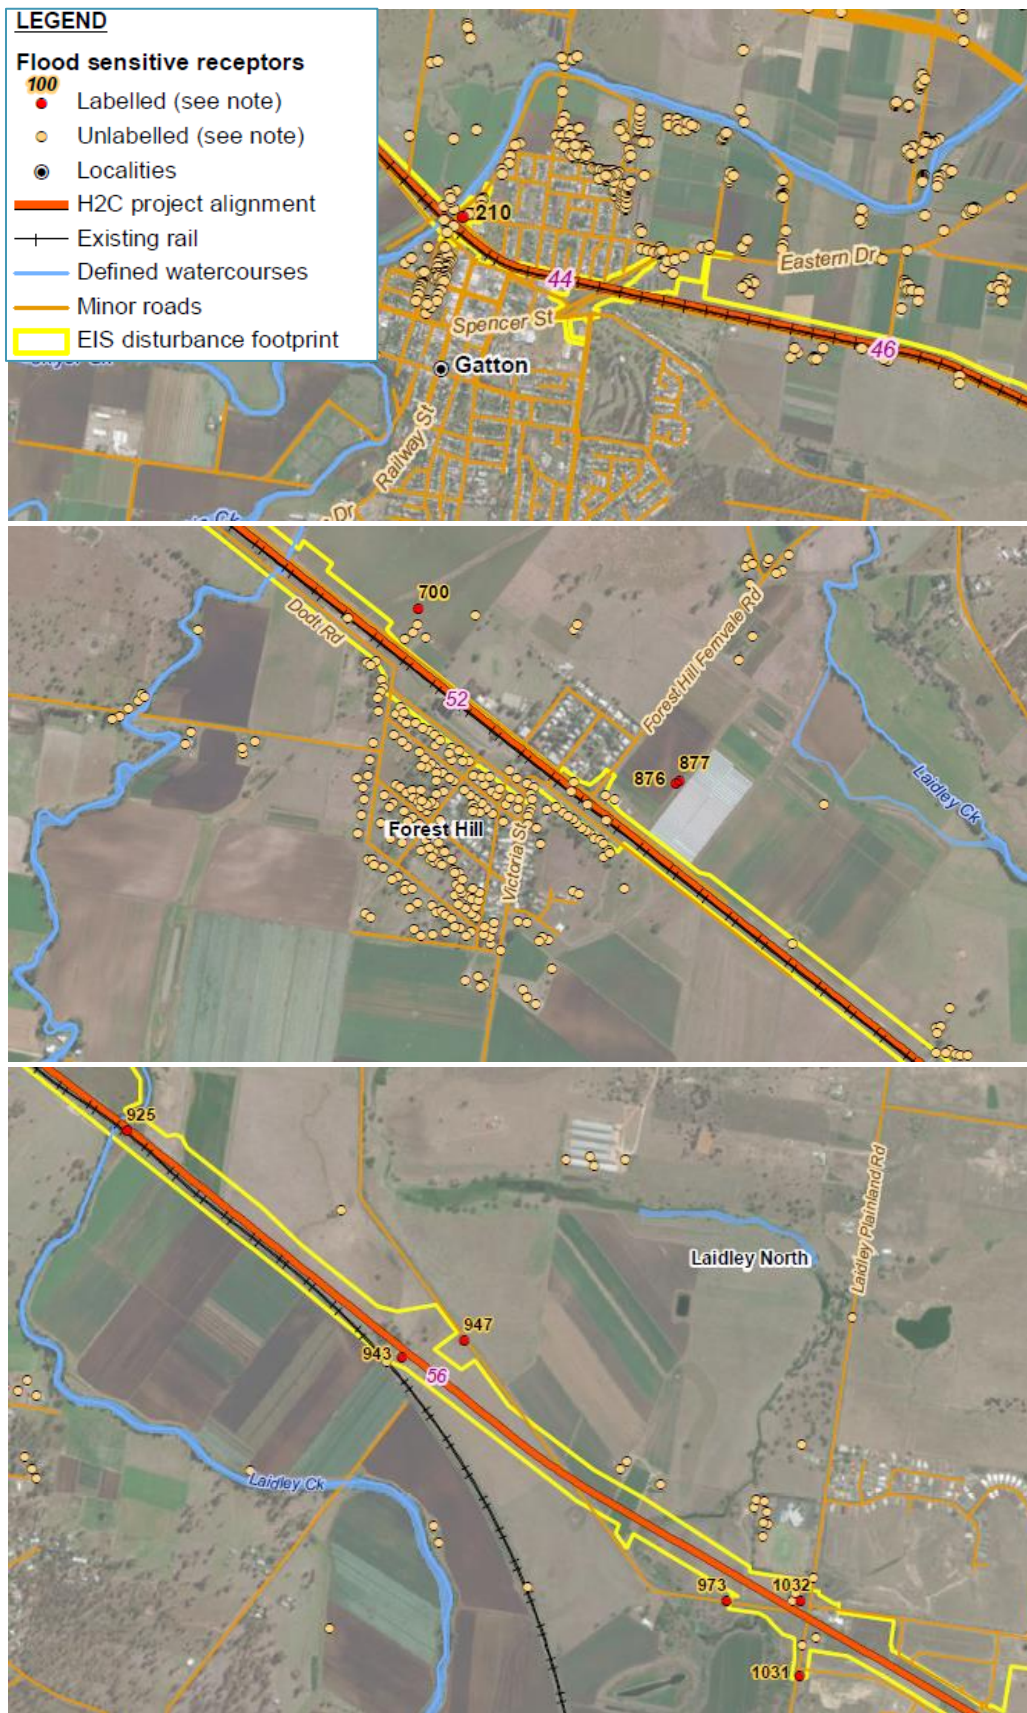 LEGEND
Flood sensitive receptors
100
Labelled (see note)
Unlabelled (see note)
Localities
H2C project alignment
Existing rail
Defined watercourses
Minor roads
EIS disturbance footprint
210
44
Eastern Dr
Spencer St
46
Gatton
Railway St
Dr
Ck
700
Dodt Rd
52
Forest Hill Fernvale Rd
877
876
Laidley Ck
Forest Hill
Victoria St
925
Laidley Plainland Rd
Laidley North
947
943
56
Laidley Ck
973
1032
1031